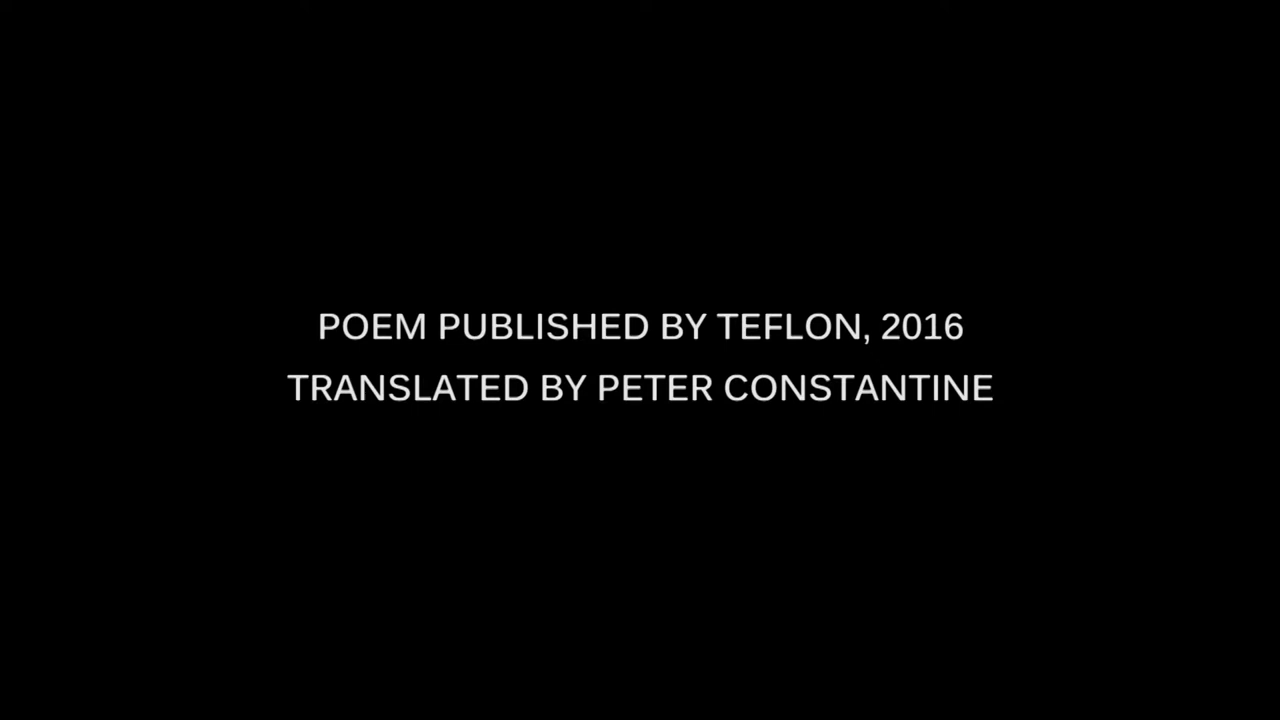 POEM PUBLISHED BY TEFLON, 2016
TRANSLATED BY PETER CONSTANTINE